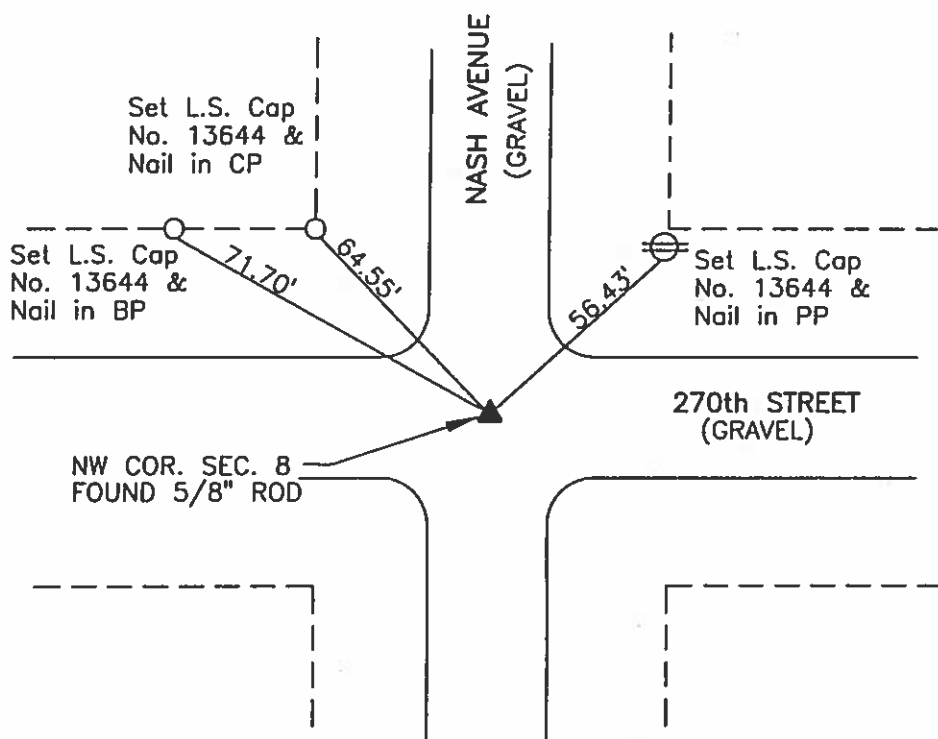 NASH AVENUE
(GRAVEL)
Set L.S. Cap
No. 13644 &
Nail in CP
Set L.S. Cap
No. 13644 &
Nail in BP
71.70'
64.55'
56.43'
Set L.S. Cap
No. 13644 &
Nail in PP
270th STREET
(GRAVEL)
NW COR. SEC. 8
FOUND 5/8" ROD